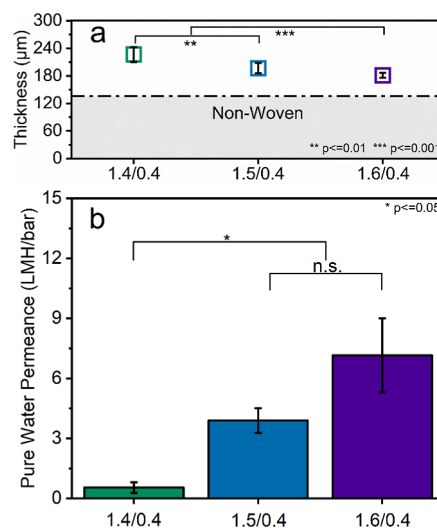 a
Thickness (µm)
300
240
180
120
60
0
**
***
Non-Woven
** p<=0.01 *** p<=0.001
1.4/0.4 1.5/0.4 1.6/0.4
b
Pure Water Permeance (LMH/bar)
15
12
9
6
3
0
* p<=0.05
*
n.s.
1.4/0.4 1.5/0.4 1.6/0.4